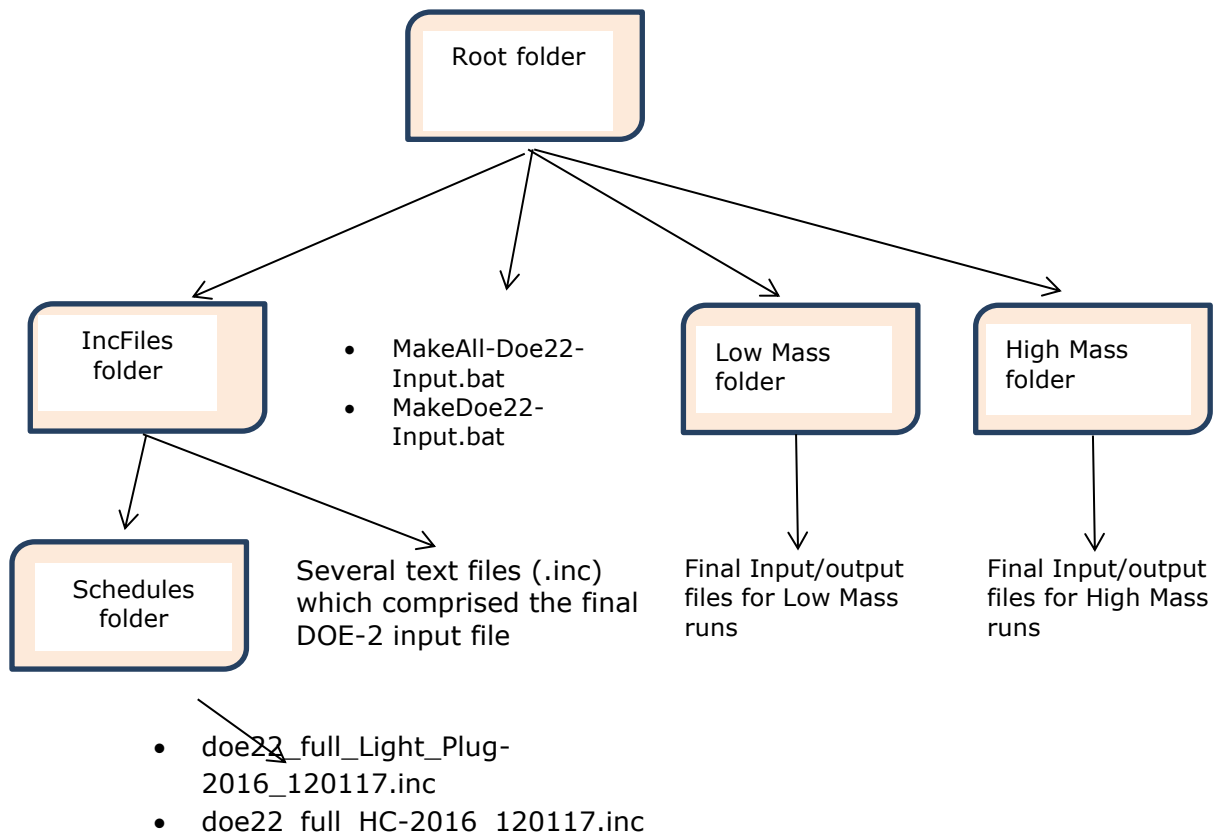 Root folder
IncFiles
folder
• MakeAll-Doe22-
Input.bat
• MakeDoe22-
Input.bat
Low Mass
folder
High Mass
folder
Schedules
folder
Several text files (.inc)
which comprised the final
DOE-2 input file
Final Input/output
files for Low Mass
runs
Final Input/output
files for High Mass
runs
• doe22_full_Light_Plug-
2016_120117.inc
• doe22_full_HC-2016_120117.inc